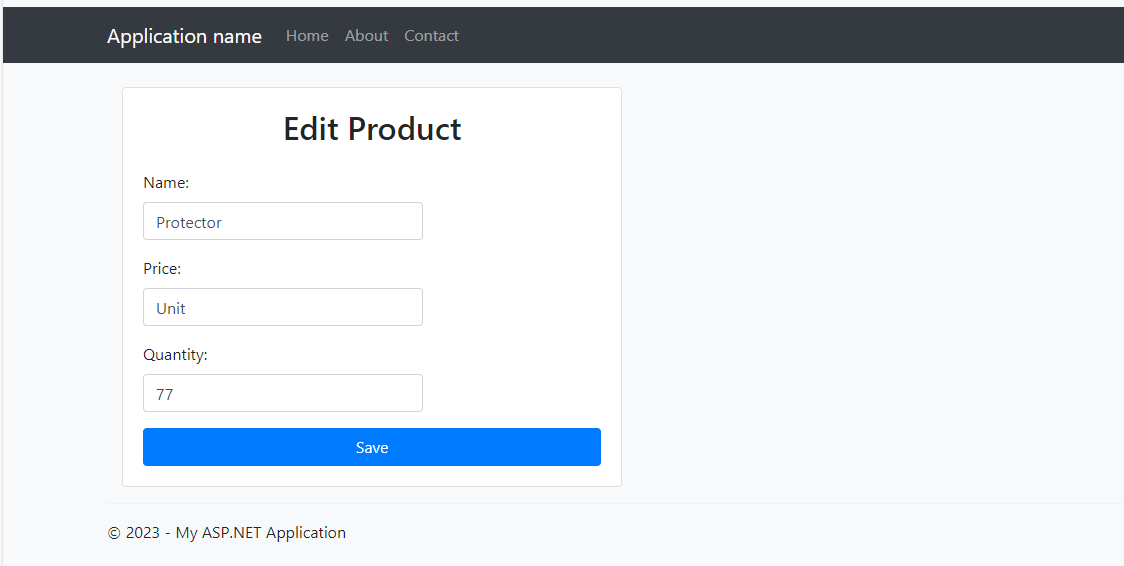 Application name Home About Contact
Edit Product
Name:
Protector
Price:
Unit
Quantity:
77
Save
© 2023 - My ASP.NET Application